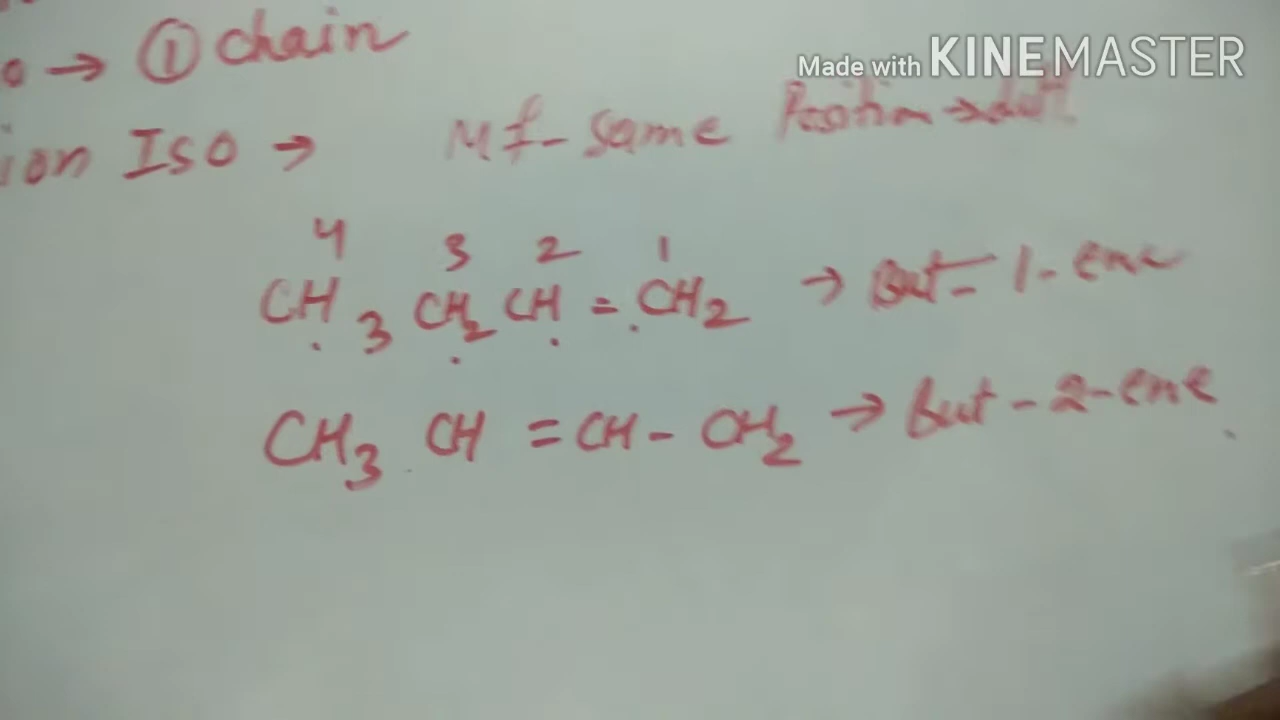 Made with KINEMASTER
o → ① chain
ion Iso →
Mf - Same Position →
4 3 2 1
CH3 CH2 CH = CH2 → But - 1 - ene
CH3 CH = CH - CH2 → But - 2 - ene